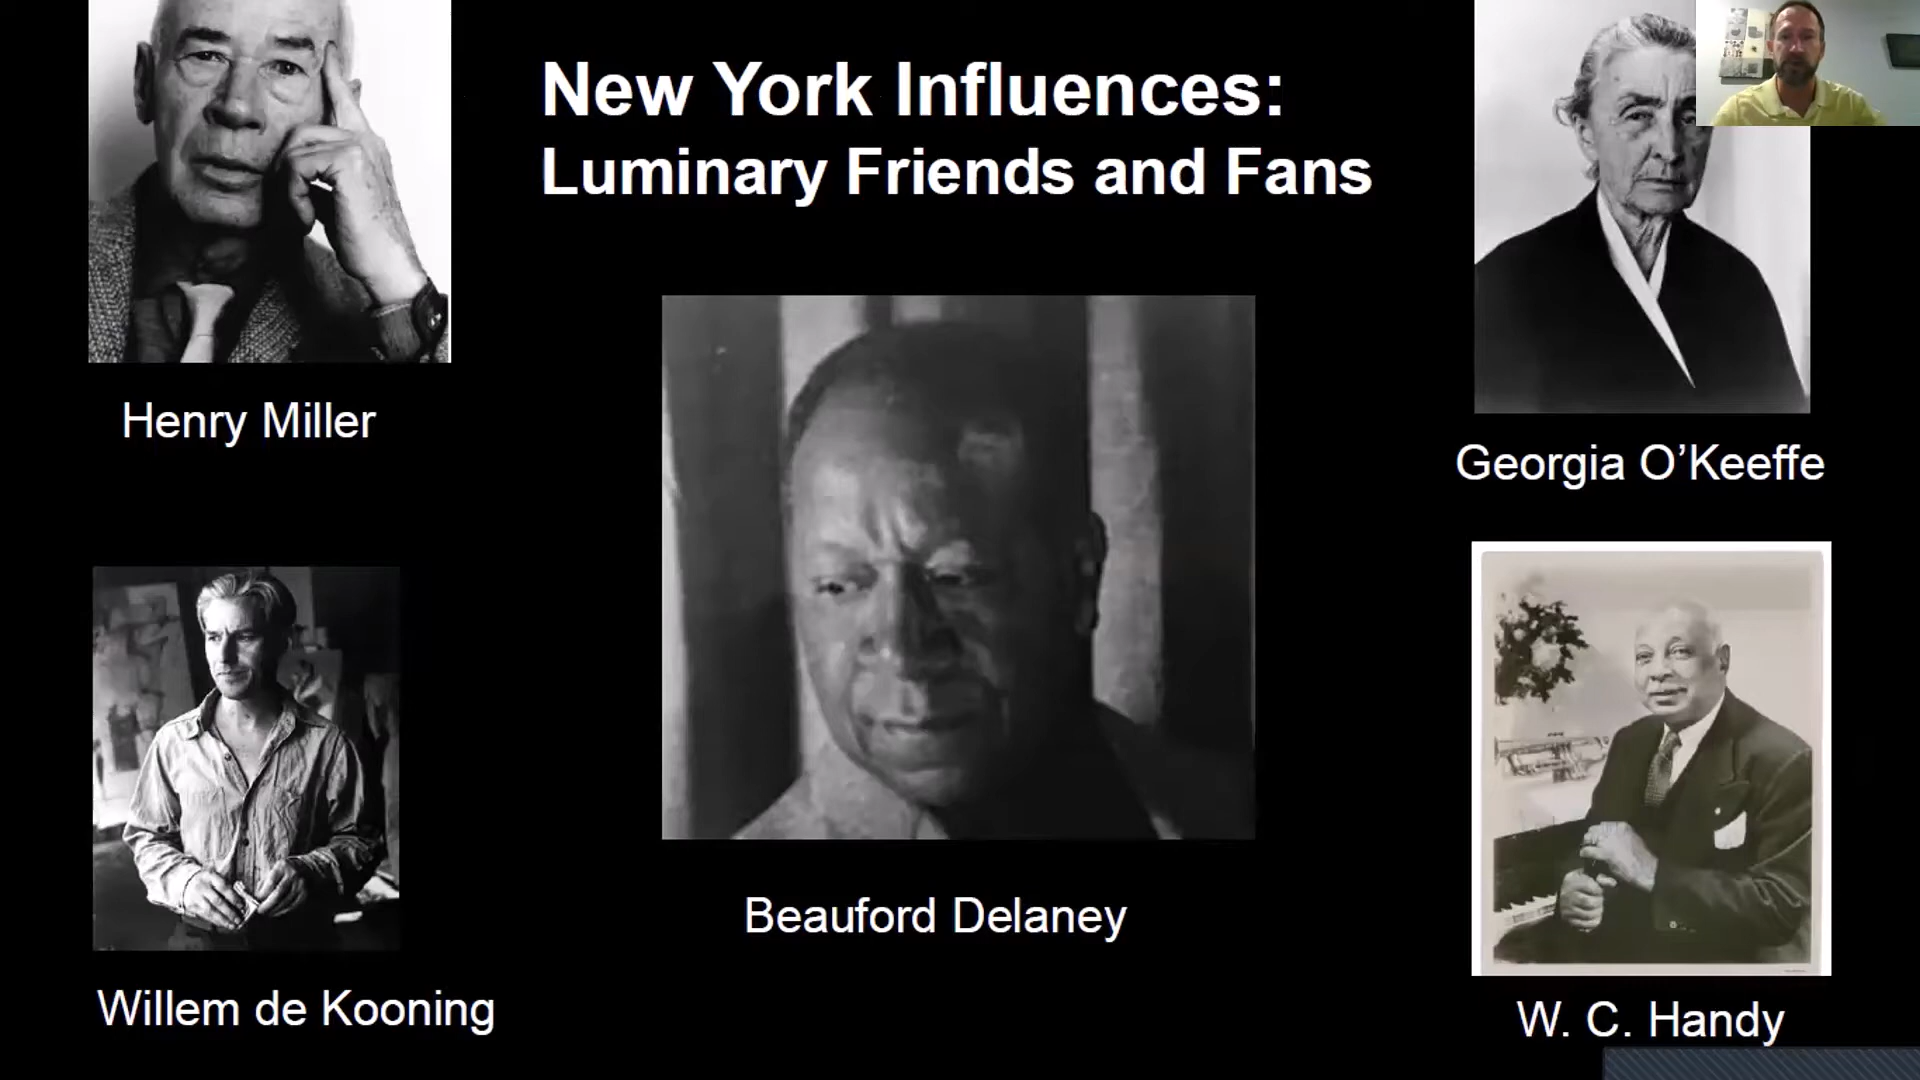 New York Influences:
Luminary Friends and Fans
Henry Miller
Georgia O’Keeffe
Beauford Delaney
Willem de Kooning
W. C. Handy